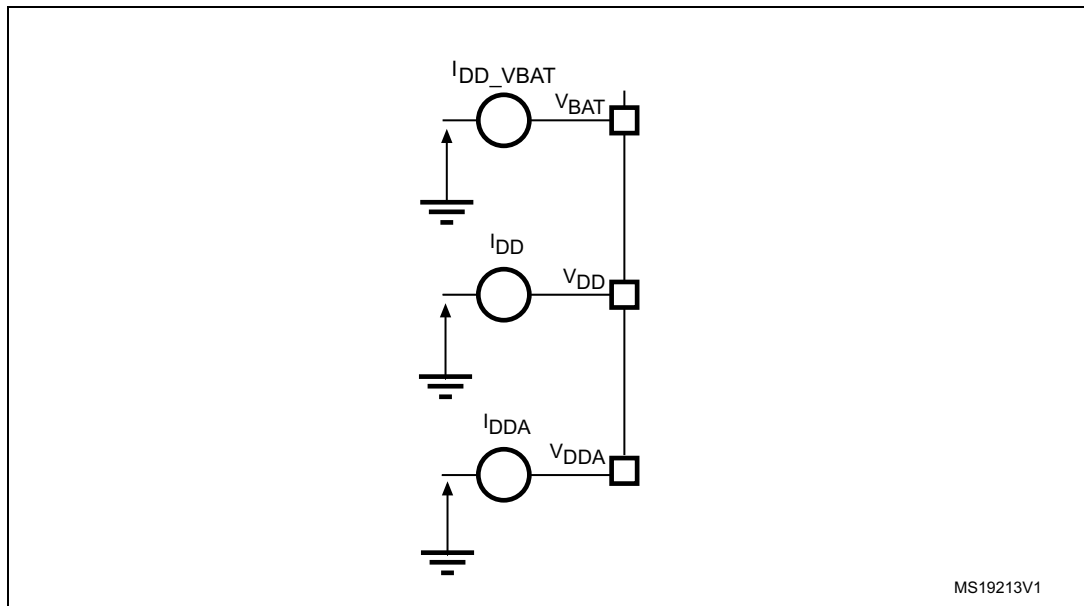 IDD_VBAT
VBAT
IDD
VDD
IDDA
VDDA
MS19213V1